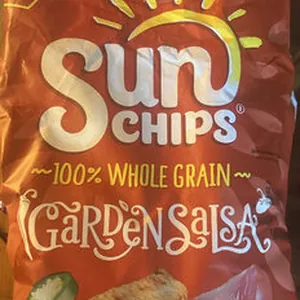 Sun
CHIPS®
~100% WHOLE GRAIN~
GARDEN SALSA